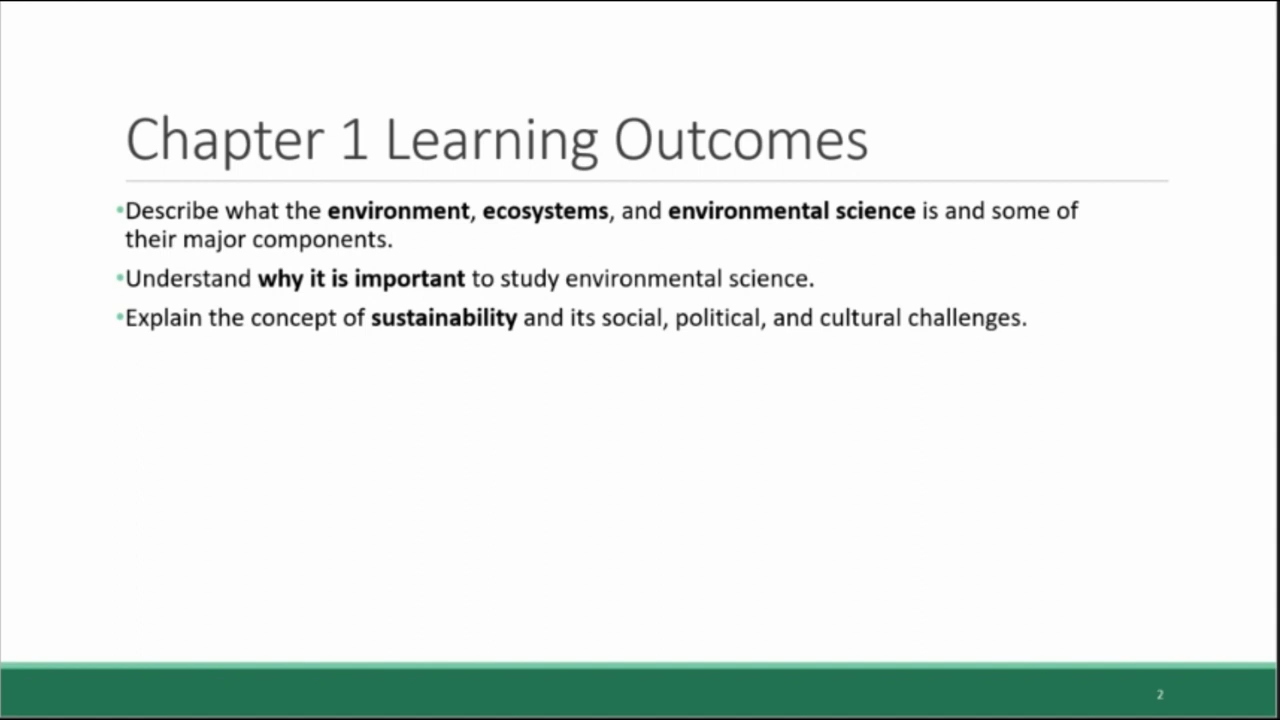 Chapter 1 Learning Outcomes
•Describe what the environment, ecosystems, and environmental science is and some of
their major components.
•Understand why it is important to study environmental science.
•Explain the concept of sustainability and its social, political, and cultural challenges.
2